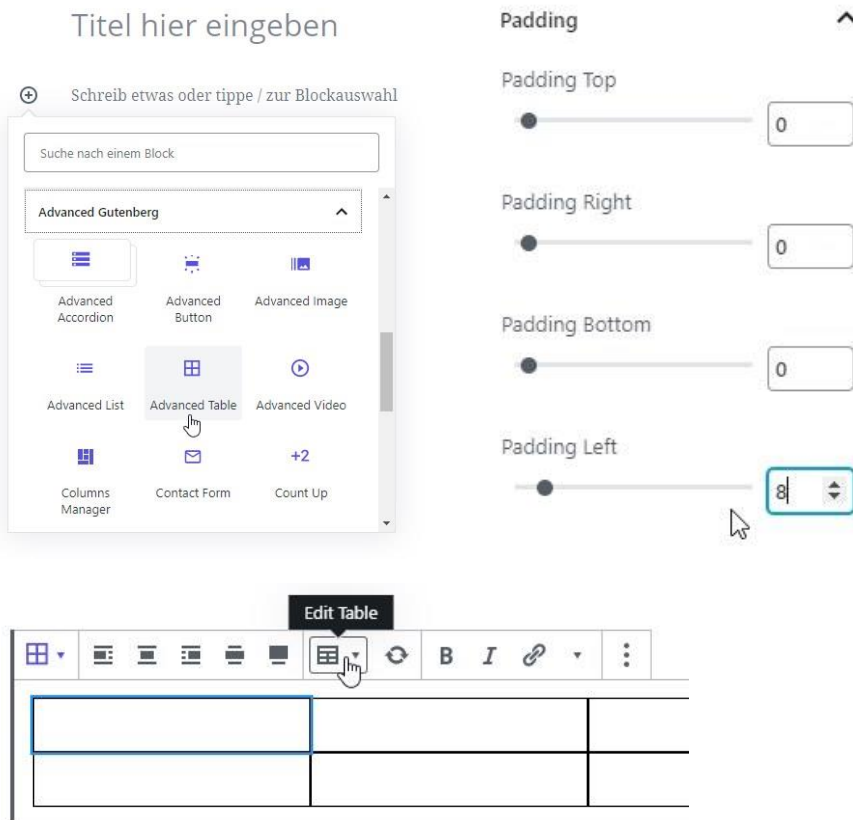 Titel hier eingeben
Schreib etwas oder tippe / zur Blockauswahl
Suche nach einem Block
Advanced Gutenberg
Advanced Accordion
Advanced Button
Advanced Image
Advanced List
Advanced Table
Advanced Video
Columns Manager
Contact Form
+2
Count Up
Padding
Padding Top
0
Padding Right
0
Padding Bottom
0
Padding Left
8
Edit Table
B I